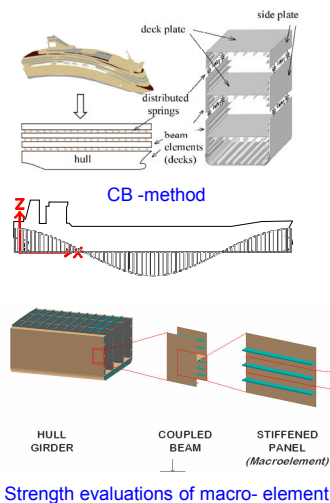 deck plate
side plate
distributed
springs
beam
elements
(decks)
hull
CB -method
Z
x
HULL
GIRDER
COUPLED
BEAM
STIFFENED
PANEL
(Macroelement)
Strength evaluations of macro- element